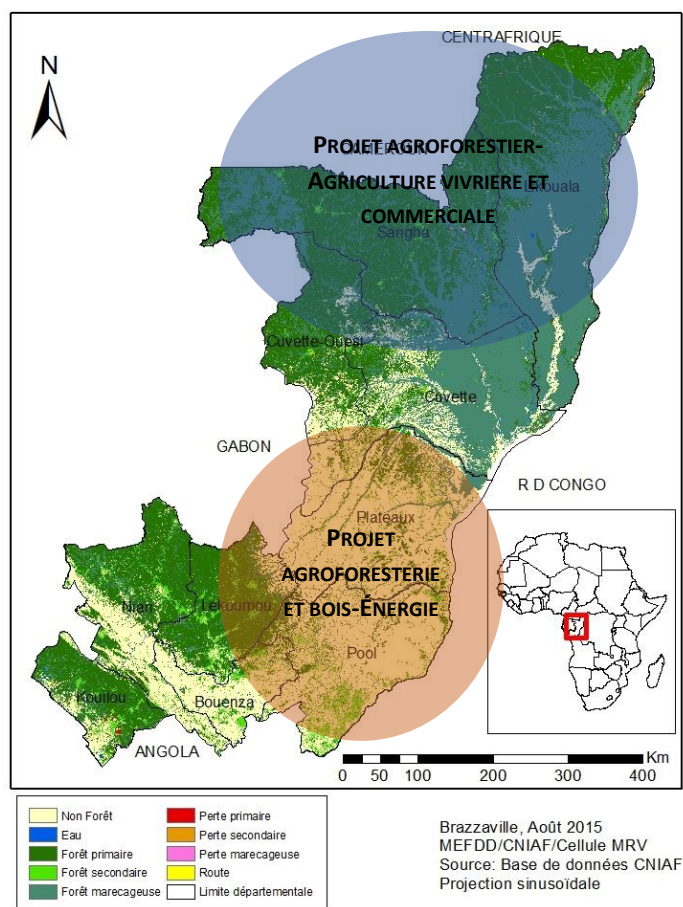 CENTRAFRIQUE
N
PROJET AGROFORESTIER-
CAMEROUN
AGRICULTURE VIVRIERE ET
Likouala
COMMERCIALE
Sangha
Cuvette-Ouest
Cuvette
GABON
R D CONGO
Plateaux
PROJET
AGROFORESTERIE
ET BOIS-ÉNERGIE
Niari
Lekoumou
Pool
Kouilou
Bouenza
ANGOLA
Km
0 50 100 200 300 400
Non Forêt
Eau
Forêt primaire
Forêt secondaire
Forêt marecageuse
Perte primaire
Perte secondaire
Perte marecageuse
Route
Limite départementale
Brazzaville, Août 2015
MEFDD/CNIAF/Cellule MRV
Source: Base de données CNIAF
Projection sinusoïdale